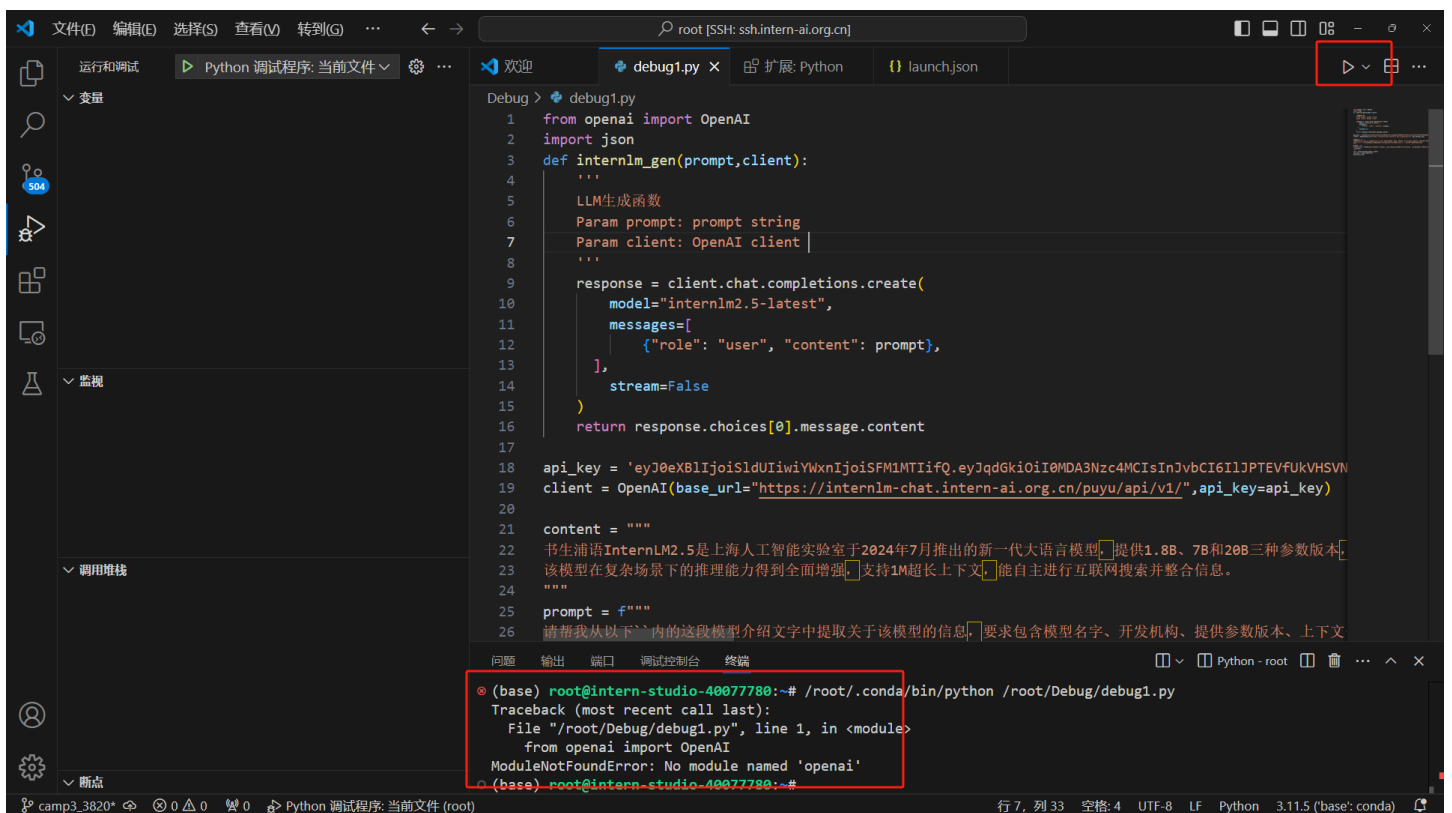 文件(F) 编辑(E) 选择(S) 查看(V) 转到(G) ··· root [SSH: ssh.intern-ai.org.cn]
运行和调试 Python 调试程序: 当前文件 ··· 欢迎 debug1.py 扩展: Python launch.json ···
变量
Debug > debug1.py
1 from openai import OpenAI
2 import json
3 def internlm_gen(prompt,client):
4 '''
5 LLM生成函数
6 Param prompt: prompt string
7 Param client: OpenAI client
8 '''
9 response = client.chat.completions.create(
10 model="internlm2.5-latest",
11 messages=[
12 {"role": "user", "content": prompt},
13 ],
14 stream=False
15 )
16 return response.choices[0].message.content
17
18 api_key = 'eyJ0eXBlIjoiSldUIiwiYWxnIjoiSFM1MTIifQ.eyJqdGkiOiI0MDA3Nzc4MCIsInJvbCI6IlJPTEVfUkVHSVN
19 client = OpenAI(base_url="https://internlm-chat.intern-ai.org.cn/puyu/api/v1/",api_key=api_key)
20
21 content = """
22 书生浦语InternLM2.5是上海人工智能实验室于2024年7月推出的新一代大语言模型，提供1.8B、7B和20B三种参数版本，
23 该模型在复杂场景下的推理能力得到全面增强，支持1M超长上下文，能自主进行互联网搜索并整合信息。
24 """
25 prompt = f"""
26 请帮我从以下``内的这段模型介绍文字中提取关于该模型的信息，要求包含模型名字、开发机构、提供参数版本、上下文
504
监视
调用堆栈
断点
问题 输出 端口 调试控制台 终端 Python - root ···
(base) root@intern-studio-40077780:~# /root/.conda/bin/python /root/Debug/debug1.py
Traceback (most recent call last):
File "/root/Debug/debug1.py", line 1, in <module>
from openai import OpenAI
ModuleNotFoundError: No module named 'openai'
(base) root@intern-studio-40077780:~#
camp3_3820* 0 0 0 Python 调试程序: 当前文件 (root) 行 7，列 33 空格: 4 UTF-8 LF Python 3.11.5 ('base': conda)